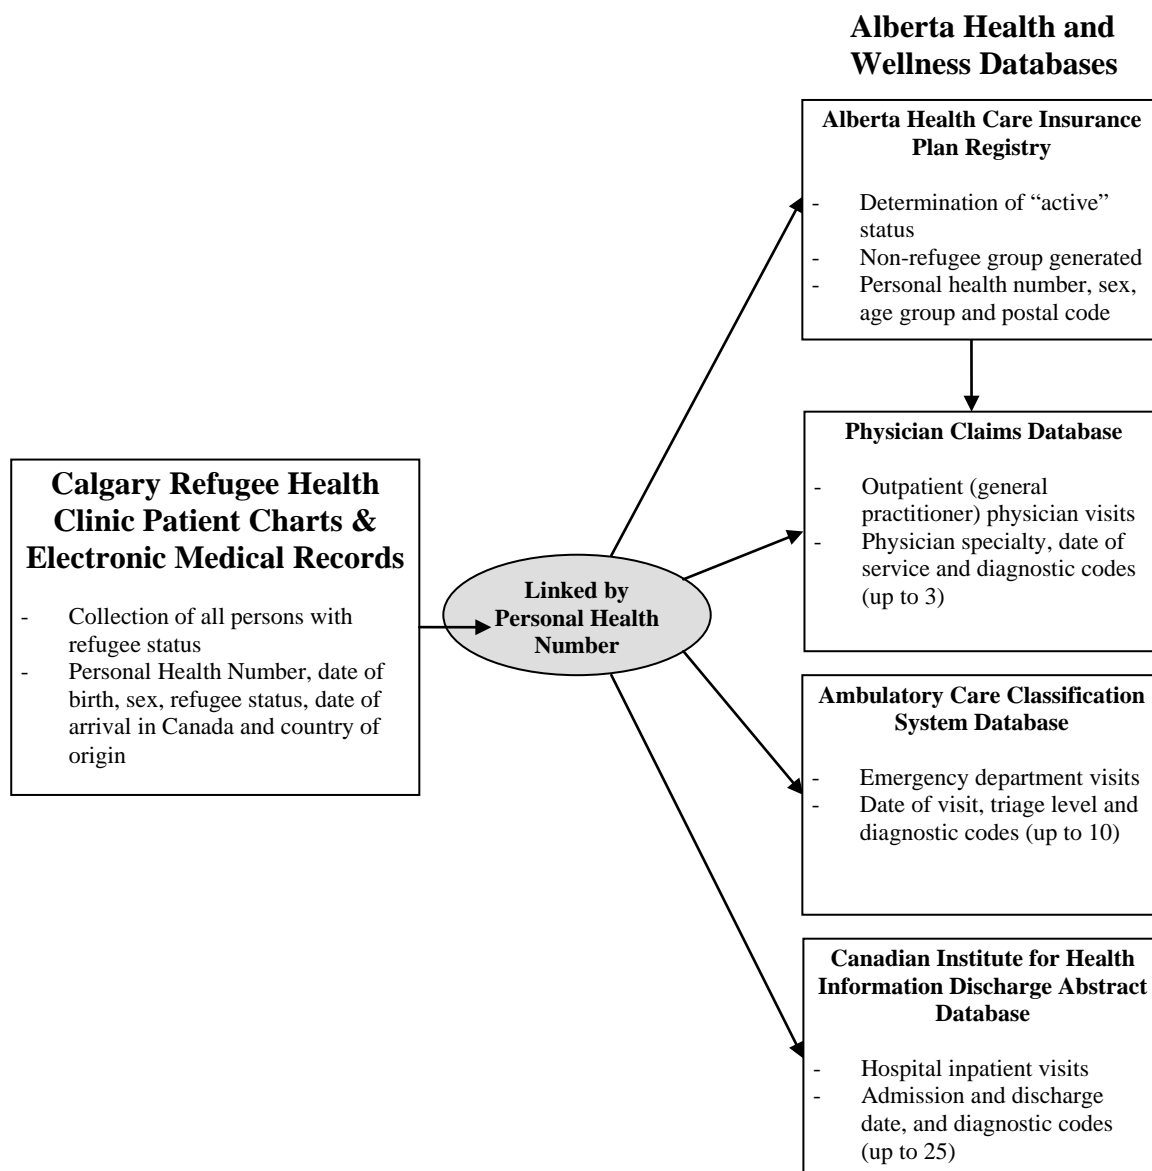 Alberta Health and
Wellness Databases
Alberta Health Care Insurance
Plan Registry
- Determination of “active”
status
- Non-refugee group generated
- Personal health number, sex,
age group and postal code
Physician Claims Database
- Outpatient (general
practitioner) physician visits
- Physician specialty, date of
service and diagnostic codes
(up to 3)
Calgary Refugee Health
Clinic Patient Charts &
Electronic Medical Records
- Collection of all persons with
refugee status
- Personal Health Number, date of
birth, sex, refugee status, date of
arrival in Canada and country of
origin
Linked by
Personal Health
Number
Ambulatory Care Classification
System Database
- Emergency department visits
- Date of visit, triage level and
diagnostic codes (up to 10)
Canadian Institute for Health
Information Discharge Abstract
Database
- Hospital inpatient visits
- Admission and discharge
date, and diagnostic codes
(up to 25)